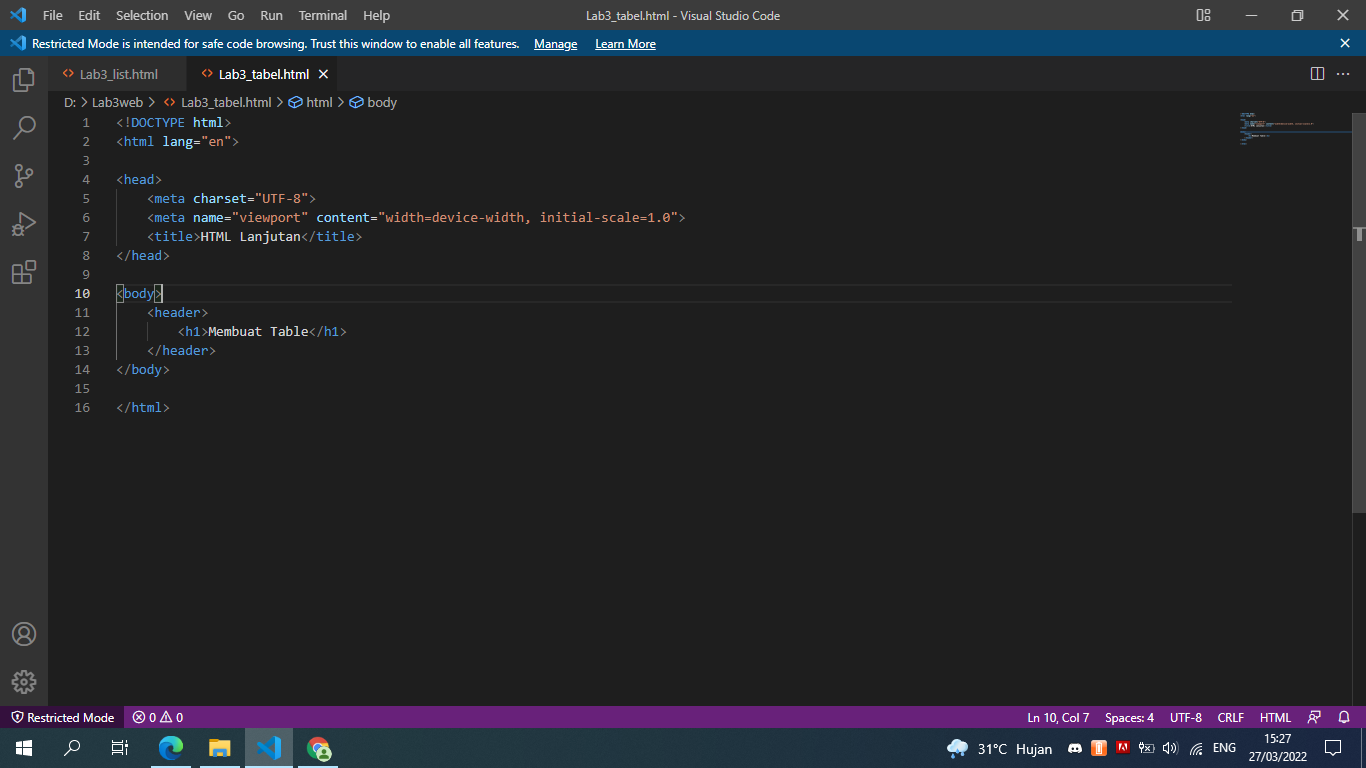 File Edit Selection View Go Run Terminal Help Lab3_tabel.html - Visual Studio Code
Restricted Mode is intended for safe code browsing. Trust this window to enable all features. Manage Learn More
Lab3_list.html Lab3_tabel.html
D: > Lab3web > Lab3_tabel.html > html > body
1 <!DOCTYPE html>
2 <html lang="en">
3
4 <head>
5 <meta charset="UTF-8">
6 <meta name="viewport" content="width=device-width, initial-scale=1.0">
7 <title>HTML Lanjutan</title>
8 </head>
9
10 <body>
11 <header>
12 <h1>Membuat Table</h1>
13 </header>
14 </body>
15
16 </html>
Restricted Mode 0 0 Ln 10, Col 7 Spaces: 4 UTF-8 CRLF HTML
31°C Hujan ENG 15:27
27/03/2022